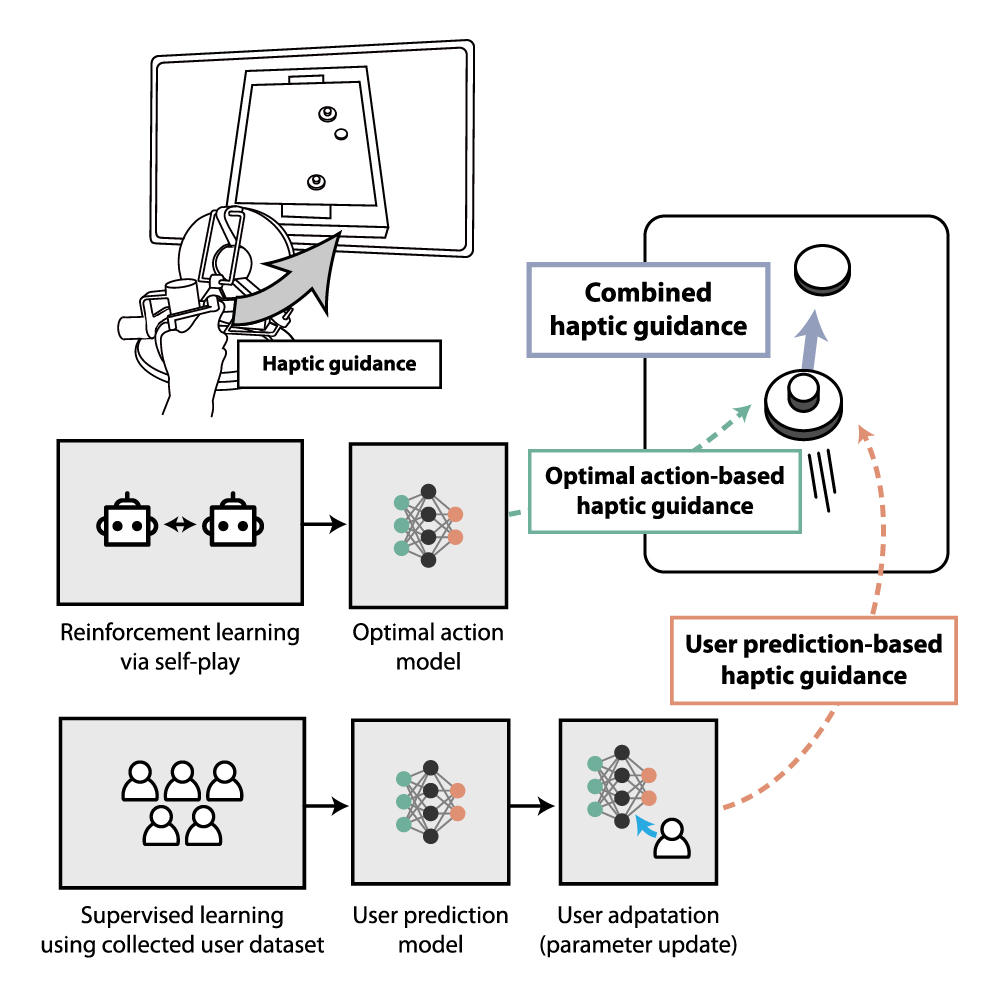 Haptic guidance
Combined
haptic guidance
Optimal action-based
haptic guidance
Reinforcement learning
via self-play
Optimal action
model
User prediction-based
haptic guidance
Supervised learning
using collected user dataset
User prediction
model
User adpatation
(parameter update)